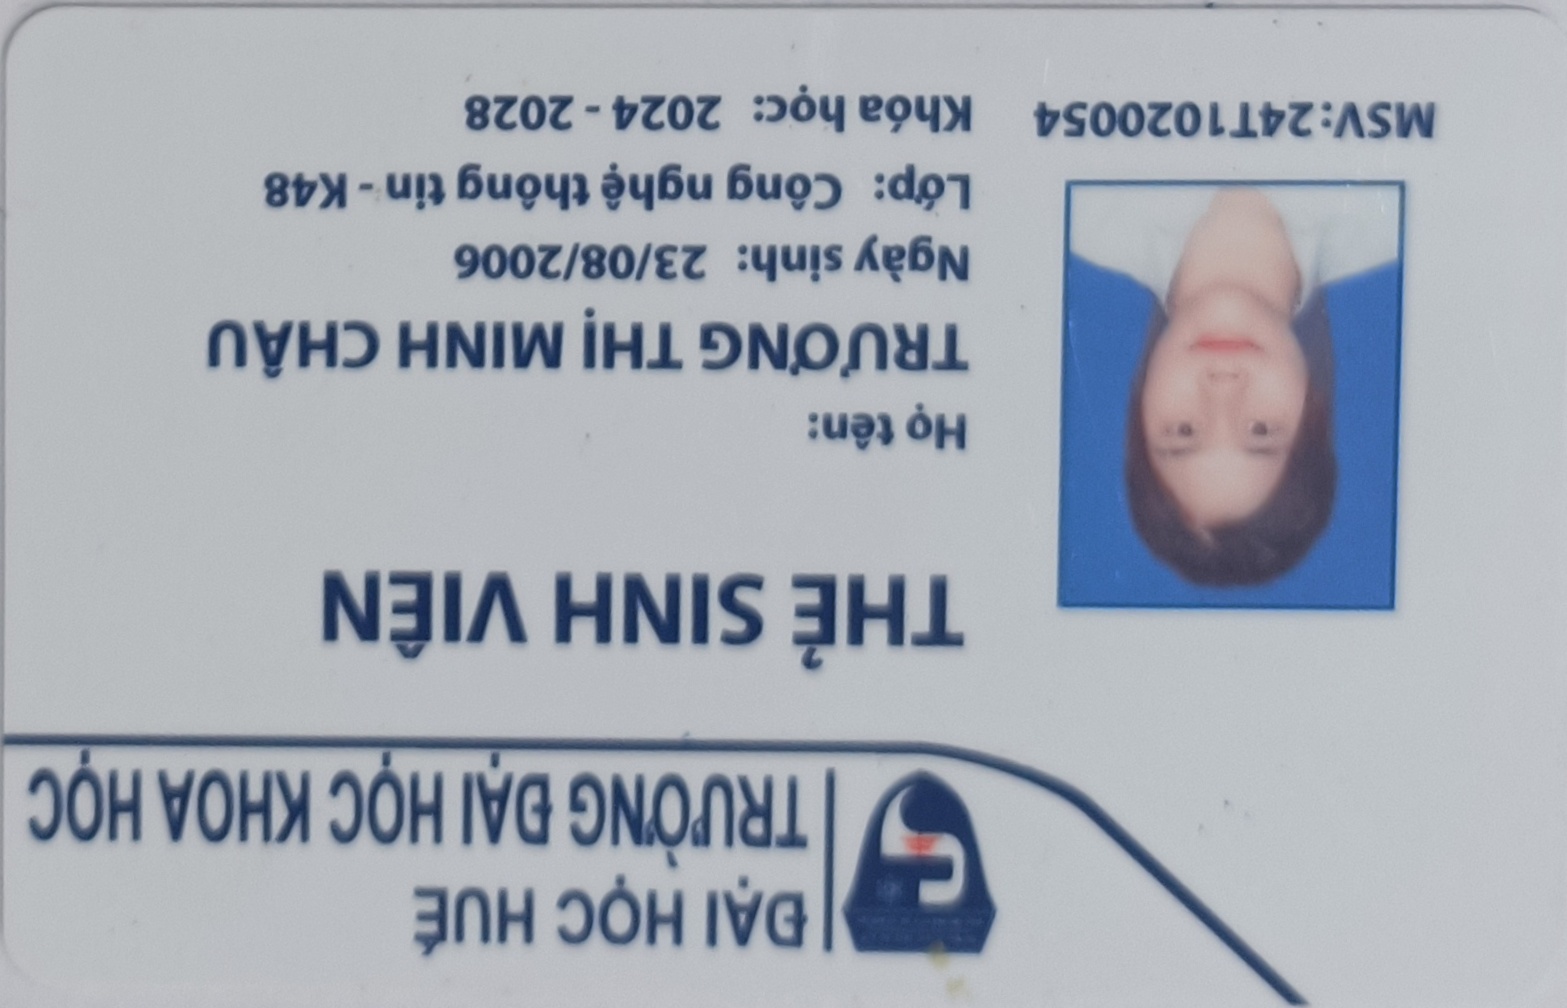 ĐẠI HỌC HUẾ
TRƯỜNG ĐẠI HỌC KHOA HỌC
THẺ SINH VIÊN
Họ tên:
TRƯƠNG THỊ MINH CHÂU
Ngày sinh: 23/08/2006
Lớp: Công nghệ thông tin - K48
MSV: 24T1020054
Khóa học: 2024 - 2028